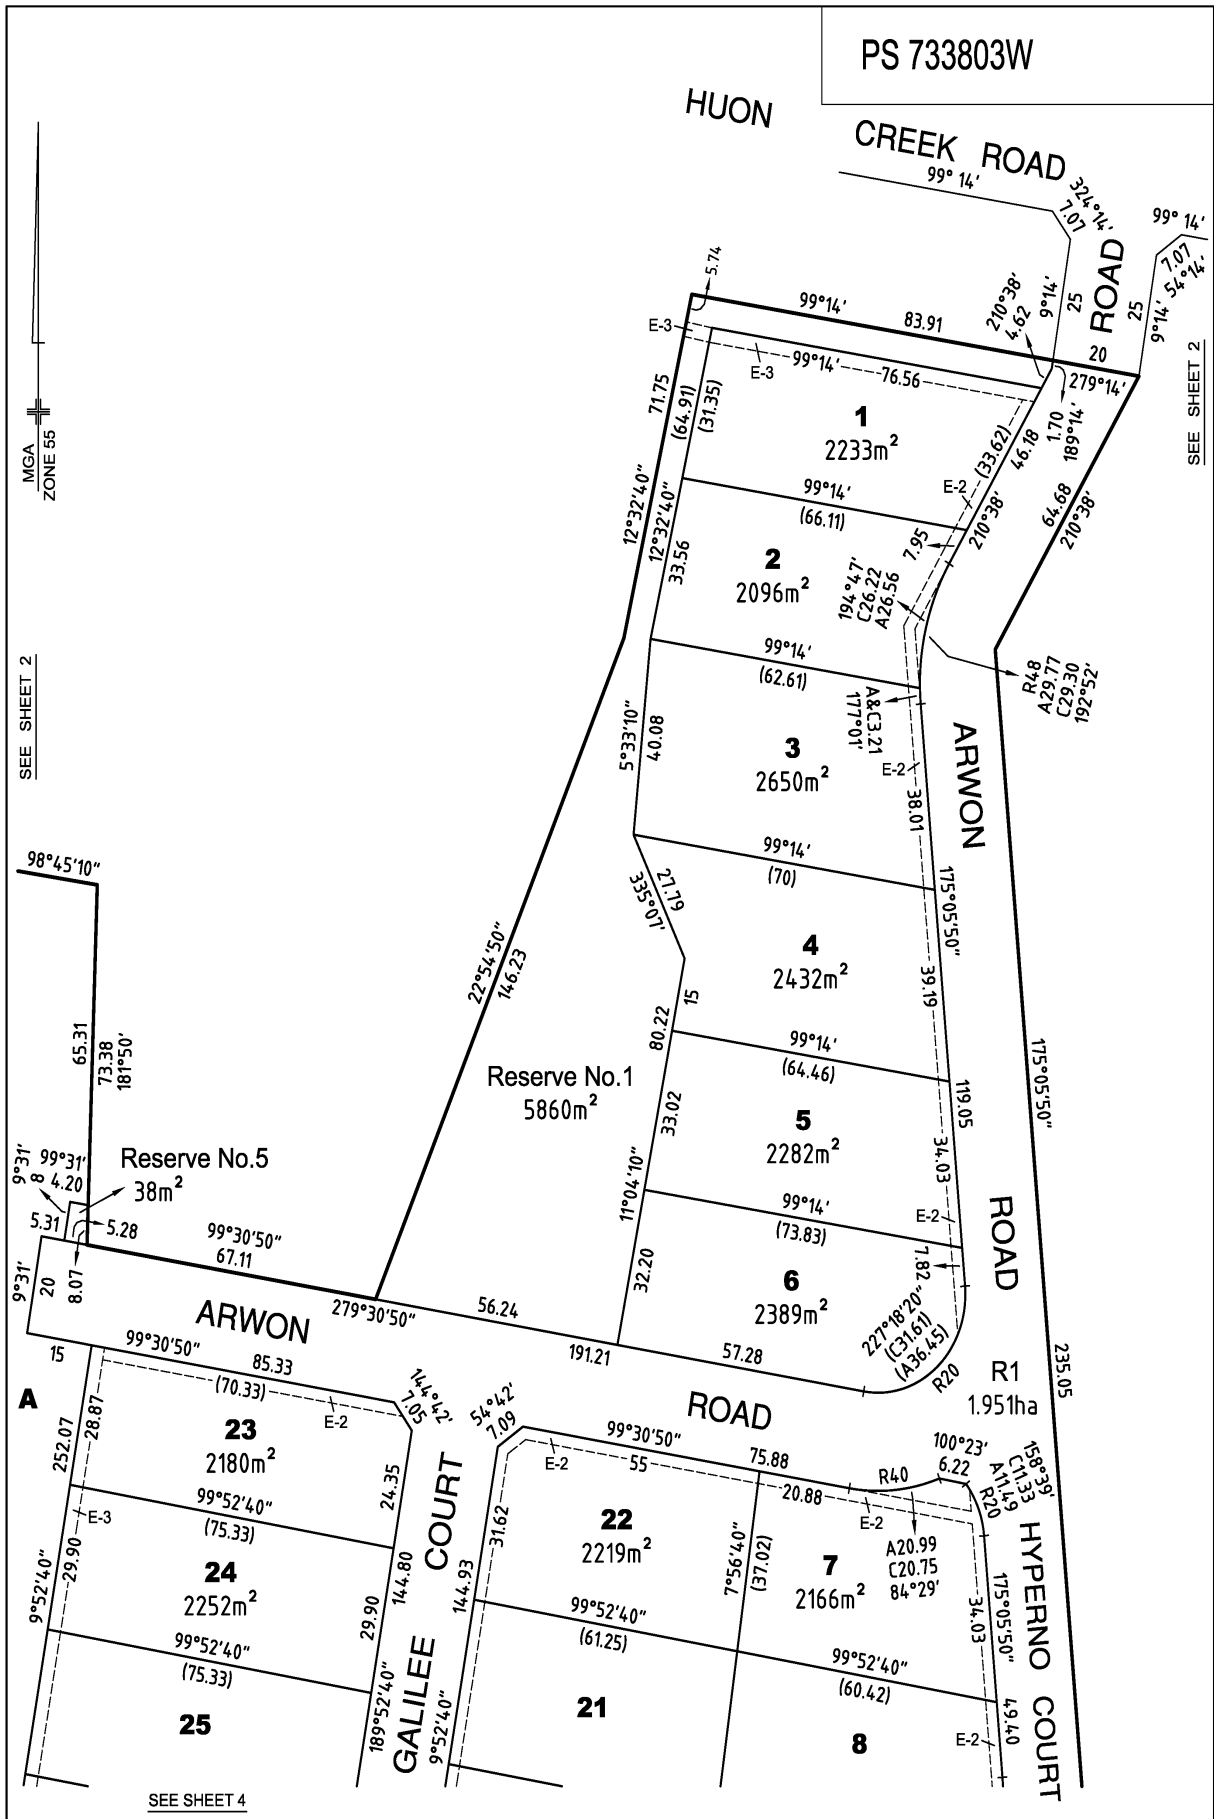 PS 733803W
HUON CREEK ROAD
99° 14'
324°14'
7.07
99° 14'
7.07
54°14'
ROAD
9°14'
25
25
9°14'
210°38'
4.62
5.74
99°14'
83.91
20
279°14'
SEE SHEET 2
E-3
99°14'
76.56
E-3
1.70
189°14'
MGA
ZONE 55
71.75
(64.91)
(31.35)
1
2233m²
(33.62)
46.18
64.68
210°38'
E-2
210°38'
12°32'40"
12°32'40"
33.56
99°14'
(66.11)
7.95
2
2096m²
194°47'
C26.22
A26.56
99°14'
(62.61)
R48
A29.77
C29.30
192°52'
A&C3.21
177°01'
SEE SHEET 2
5°33'10"
40.08
3
2650m²
E-2
38.01
ARWON
99°14'
(70)
98°45'10"
27.79
335°07'
175°05'50"
4
2432m²
22°54'50"
146.23
39.19
15
80.22
99°14'
(64.46)
65.31
73.38
181°50'
175°05'50"
Reserve No.1
5860m²
119.05
33.02
5
2282m²
34.03
9°31'
8
99°31'
4.20
Reserve No.5
38m²
11°04'10"
99°14'
(73.83)
E-2
ROAD
5.31
5.28
99°30'50"
67.11
7.82
9°31'
20
8.07
32.20
6
2389m²
227°18'20"
(C31.61)
(A36.45)
R20
ARWON
279°30'50"
56.24
191.21
57.28
235.05
R1
1.951ha
15
99°30'50"
85.33
(70.33)
E-2
144°42'
7.05
54°42'
7.09
ROAD
99°30'50"
55
75.88
E-2
A
252.07
28.87
23
2180m²
24.35
COURT
R40
100°23'
6.22
158°39'
C11.33
A11.49
R20
20.88
E-2
99°52'40"
(75.33)
E-3
31.62
22
2219m²
7°56'40"
(37.02)
7
2166m²
A20.99
C20.75
84°29'
HYPERNO COURT
9°52'40"
29.90
24
2252m²
144.80
29.90
144.93
99°52'40"
(61.25)
34.03
175°05'50"
99°52'40"
(75.33)
99°52'40"
(60.42)
25
189°52'40"
GALILEE
9°52'40"
21
8
E-2
49.40
SEE SHEET 4